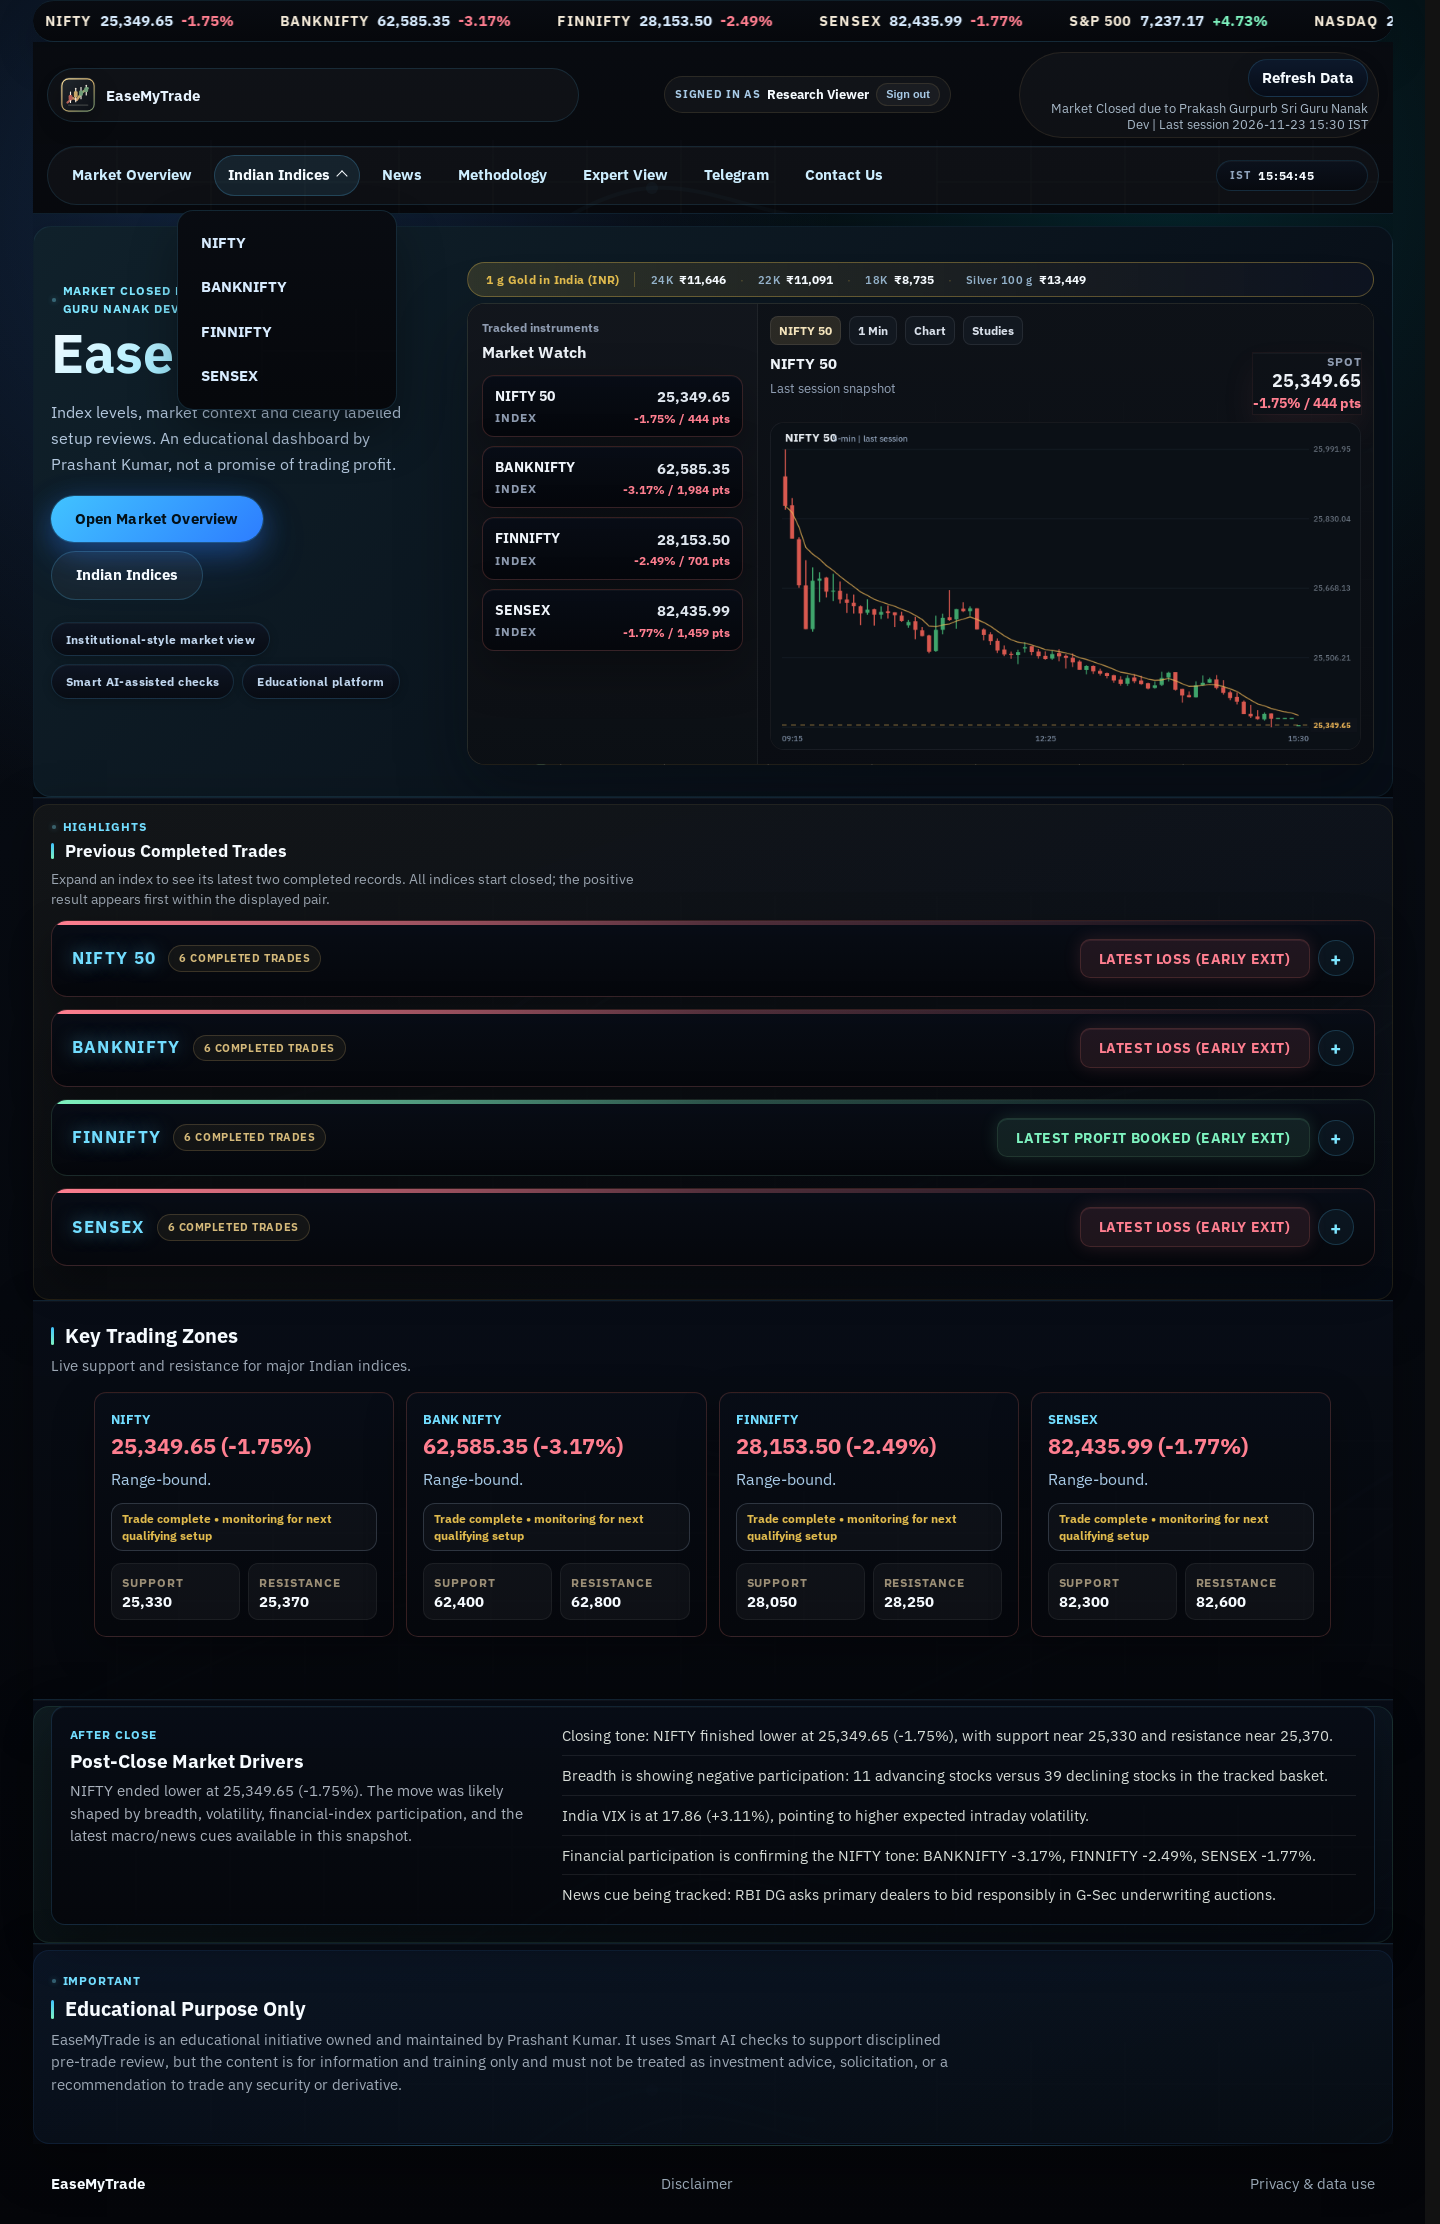 NIFTY 25,349.65 -1.75% BANKNIFTY 62,585.35 -3.17% FINNIFTY 28,153.50 -2.49% SENSEX 82,435.99 -1.77% S&P 500 7,237.17 +4.73% NASDAQ
EaseMyTrade
SIGNED IN AS Research Viewer Sign out
Refresh Data
Market Closed due to Prakash Gurpurb Sri Guru Nanak
Dev | Last session 2026-11-23 15:30 IST
Market Overview Indian Indices News Methodology Expert View Telegram Contact Us IST 15:54:45
NIFTY
BANKNIFTY
FINNIFTY
SENSEX
MARKET CLOSED
GURU NANAK DEV
Ease
Index levels, market context and clearly labelled
setup reviews. An educational dashboard by
Prashant Kumar, not a promise of trading profit.
Open Market Overview
Indian Indices
Institutional-style market view
Smart AI-assisted checks Educational platform
1 g Gold in India (INR) 24K ₹11,646 · 22K ₹11,091 · 18K ₹8,735 · Silver 100 g ₹13,449
Tracked instruments
Market Watch
NIFTY 50 25,349.65
INDEX -1.75% / 444 pts
BANKNIFTY 62,585.35
INDEX -3.17% / 1,984 pts
FINNIFTY 28,153.50
INDEX -2.49% / 701 pts
SENSEX 82,435.99
INDEX -1.77% / 1,459 pts
NIFTY 50 1 Min Chart Studies
NIFTY 50
Last session snapshot
SPOT
25,349.65
-1.75% / 444 pts
NIFTY 50 -min | last session
25,991.95
25,830.04
25,668.13
25,506.21
25,349.65
09:15 12:25 15:30
HIGHLIGHTS
Previous Completed Trades
Expand an index to see its latest two completed records. All indices start closed; the positive
result appears first within the displayed pair.
NIFTY 50 6 COMPLETED TRADES LATEST LOSS (EARLY EXIT) +
BANKNIFTY 6 COMPLETED TRADES LATEST LOSS (EARLY EXIT) +
FINNIFTY 6 COMPLETED TRADES LATEST PROFIT BOOKED (EARLY EXIT) +
SENSEX 6 COMPLETED TRADES LATEST LOSS (EARLY EXIT) +
Key Trading Zones
Live support and resistance for major Indian indices.
NIFTY
25,349.65 (-1.75%)
Range-bound.
Trade complete • monitoring for next
qualifying setup
SUPPORT RESISTANCE
25,330 25,370
BANK NIFTY
62,585.35 (-3.17%)
Range-bound.
Trade complete • monitoring for next
qualifying setup
SUPPORT RESISTANCE
62,400 62,800
FINNIFTY
28,153.50 (-2.49%)
Range-bound.
Trade complete • monitoring for next
qualifying setup
SUPPORT RESISTANCE
28,050 28,250
SENSEX
82,435.99 (-1.77%)
Range-bound.
Trade complete • monitoring for next
qualifying setup
SUPPORT RESISTANCE
82,300 82,600
AFTER CLOSE
Post-Close Market Drivers
NIFTY ended lower at 25,349.65 (-1.75%). The move was likely
shaped by breadth, volatility, financial-index participation, and the
latest macro/news cues available in this snapshot.
Closing tone: NIFTY finished lower at 25,349.65 (-1.75%), with support near 25,330 and resistance near 25,370.
Breadth is showing negative participation: 11 advancing stocks versus 39 declining stocks in the tracked basket.
India VIX is at 17.86 (+3.11%), pointing to higher expected intraday volatility.
Financial participation is confirming the NIFTY tone: BANKNIFTY -3.17%, FINNIFTY -2.49%, SENSEX -1.77%.
News cue being tracked: RBI DG asks primary dealers to bid responsibly in G-Sec underwriting auctions.
IMPORTANT
Educational Purpose Only
EaseMyTrade is an educational initiative owned and maintained by Prashant Kumar. It uses Smart AI checks to support disciplined
pre-trade review, but the content is for information and training only and must not be treated as investment advice, solicitation, or a
recommendation to trade any security or derivative.
EaseMyTrade Disclaimer Privacy & data use